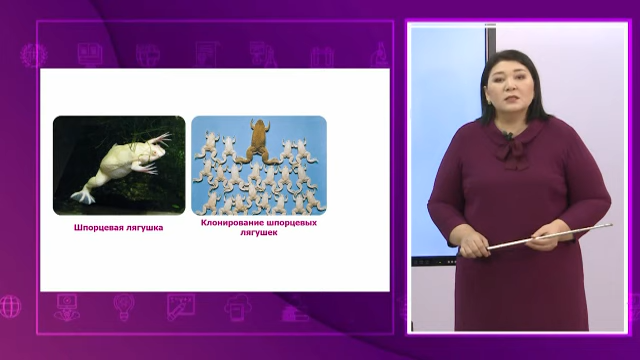 Шпорцевая лягушка
Клонирование шпорцевых
лягушек